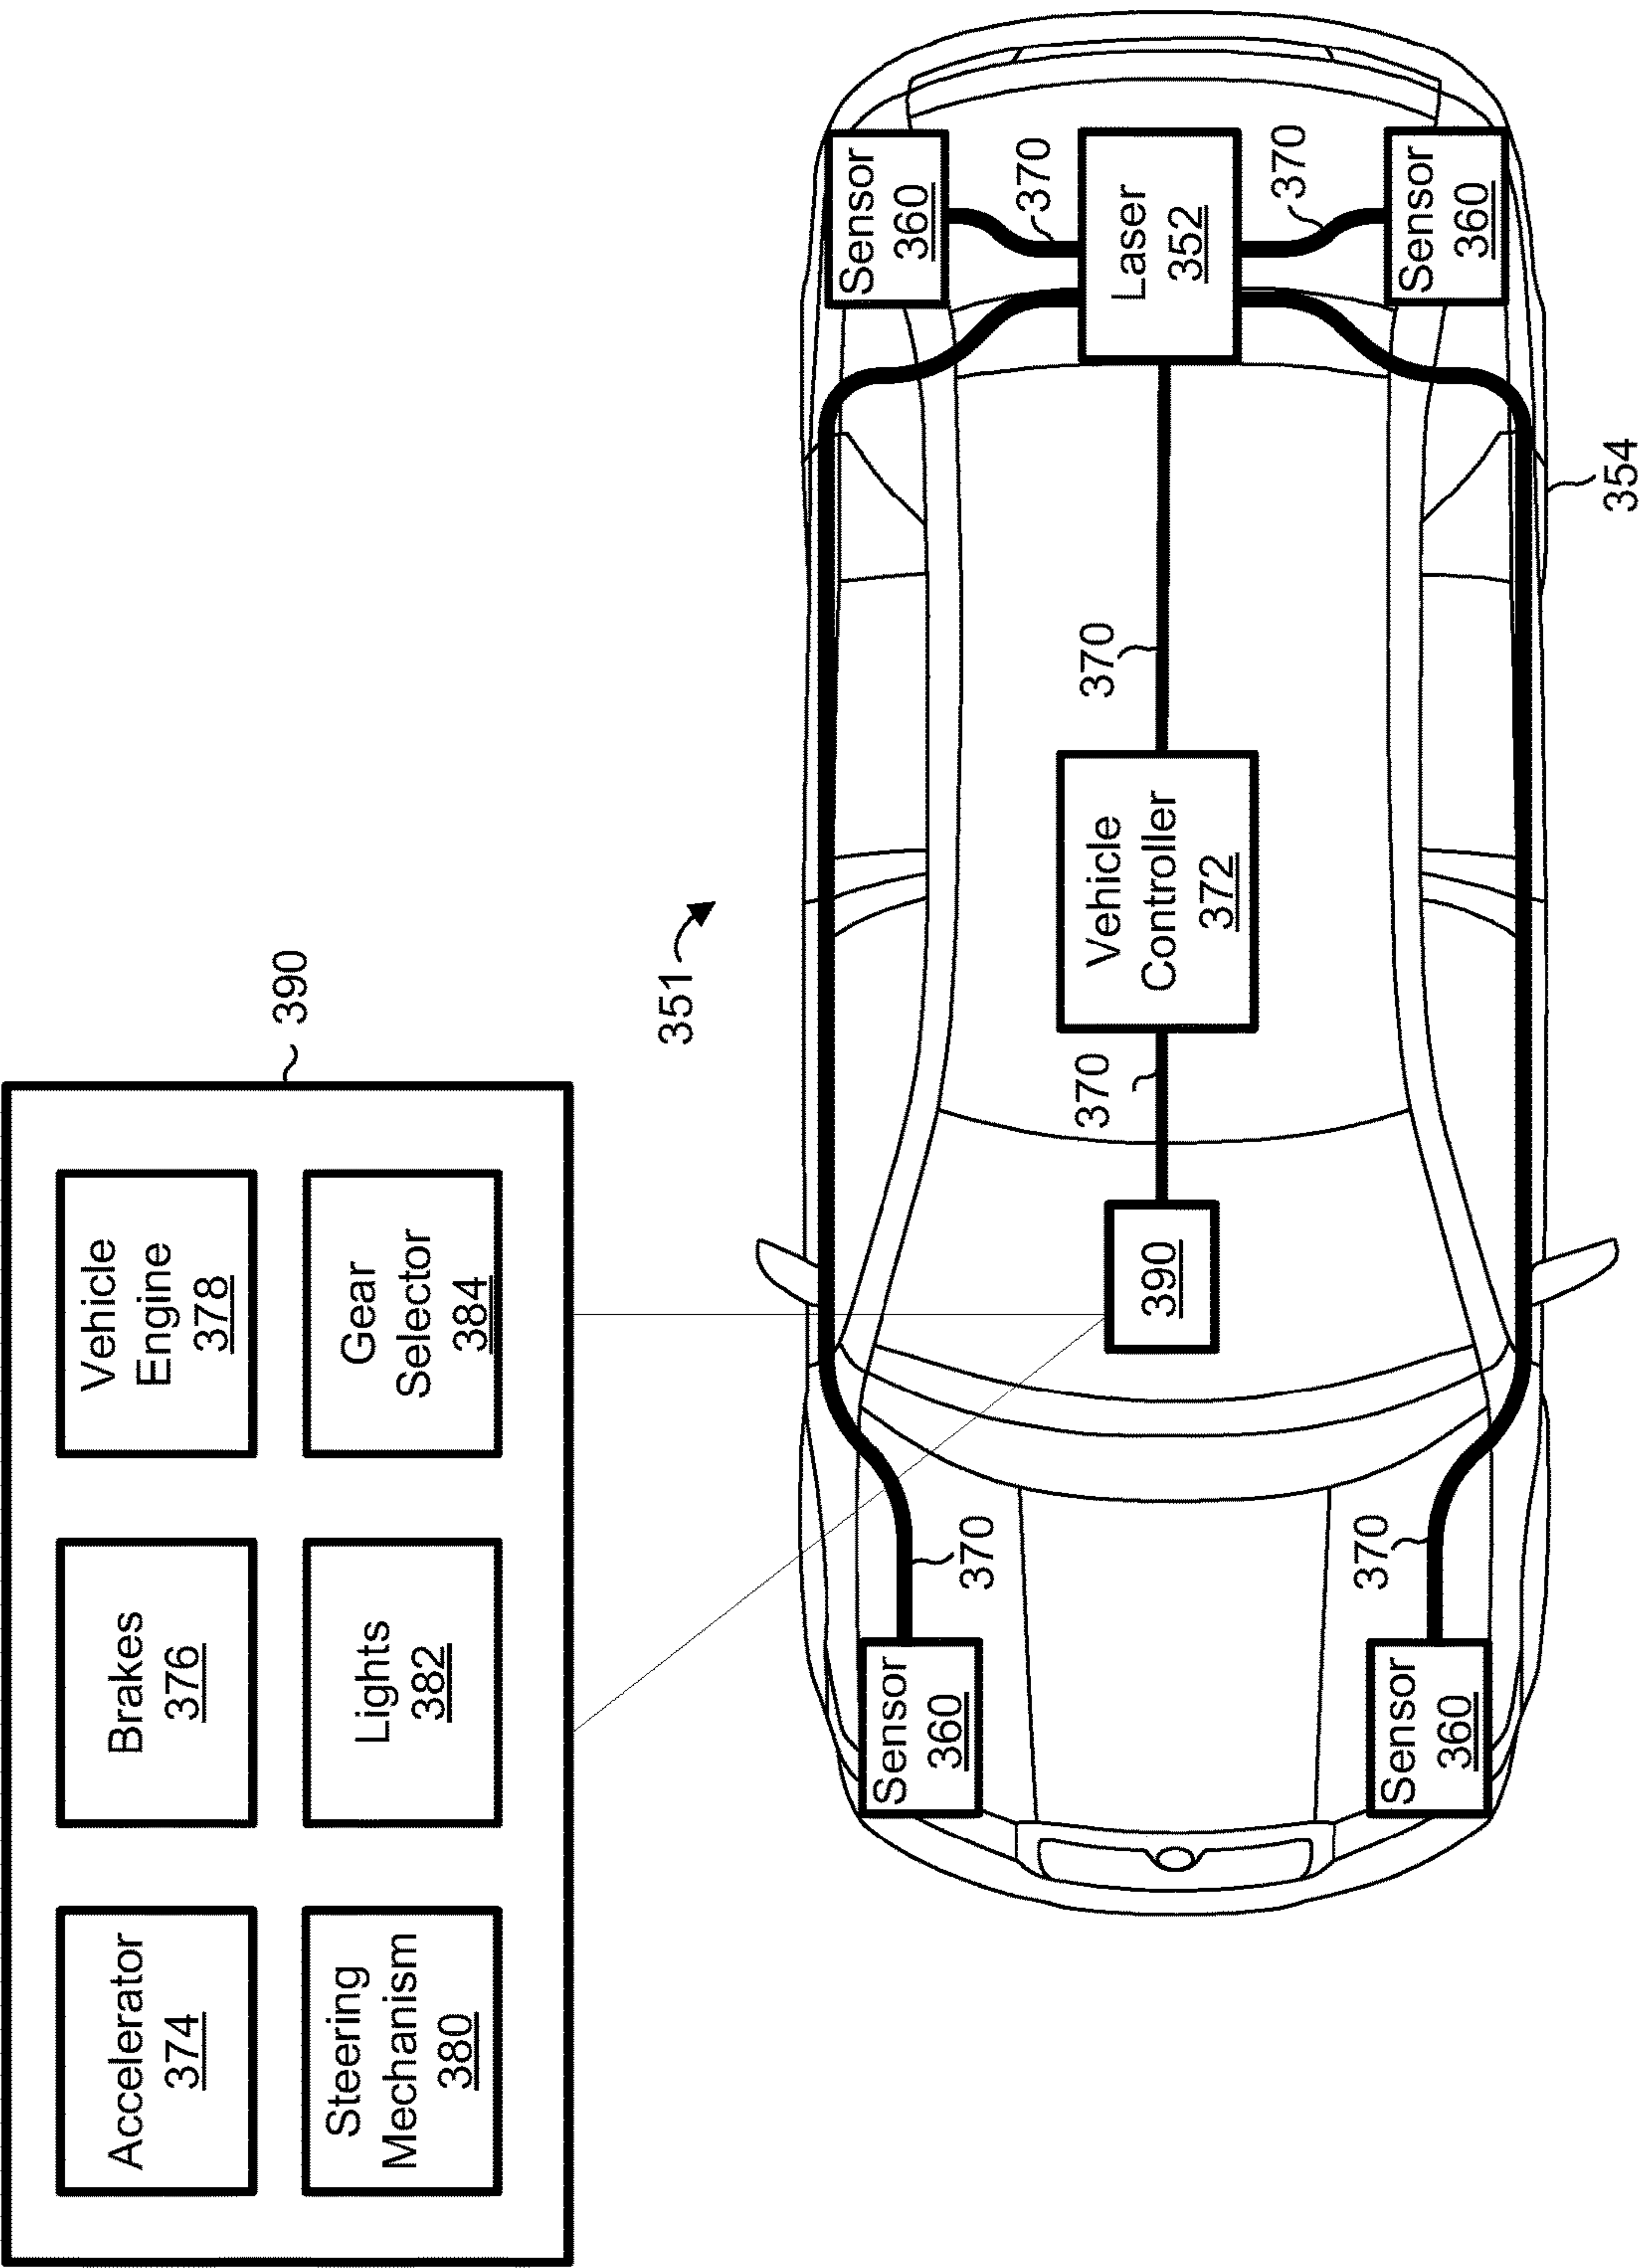 390
Accelerator
374
Brakes
376
Vehicle
Engine
378
Steering
Mechanism
380
Lights
382
Gear
Selector
384
351
Sensor
360
370
390
370
Vehicle
Controller
372
370
Sensor
360
370
Laser
352
370
Sensor
360
370
Sensor
360
354